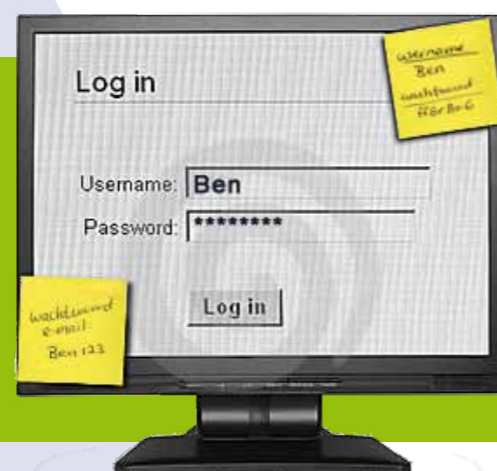 Log in
username
Ben
wachtwoord
Username: Ben
Password: ********
Log in
wachtwoord
e-mail:
Ben 123